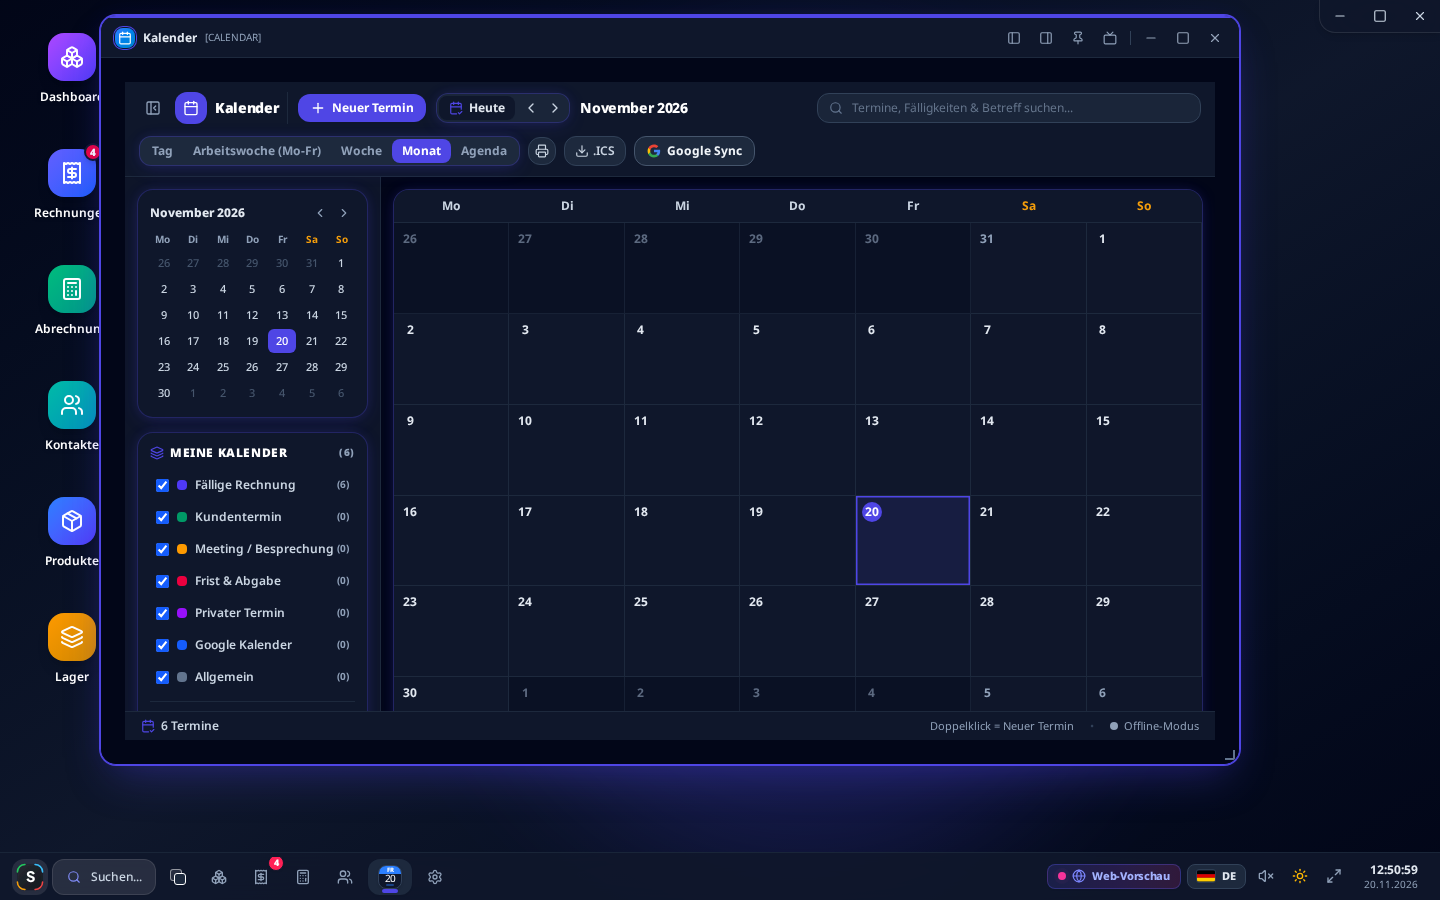 Kalender [CALENDAR]
Dashboar
4
Rechnunge
Abrechnun
Kontakte
Produkte
Lager
Kalender
Neuer Termin
Heute
November 2026
Termine, Fälligkeiten & Betreff suchen...
Tag Arbeitswoche (Mo-Fr) Woche Monat Agenda
.ICS
Google Sync
November 2026
Mo Di Mi Do Fr Sa So
26 27 28 29 30 31 1
2 3 4 5 6 7 8
9 10 11 12 13 14 15
16 17 18 19 20 21 22
23 24 25 26 27 28 29
30 1 2 3 4 5 6
MEINE KALENDER (6)
Fällige Rechnung (6)
Kundentermin (0)
Meeting / Besprechung (0)
Frist & Abgabe (0)
Privater Termin (0)
Google Kalender (0)
Allgemein (0)
Mo Di Mi Do Fr Sa So
26 27 28 29 30 31 1
2 3 4 5 6 7 8
9 10 11 12 13 14 15
16 17 18 19 20 21 22
23 24 25 26 27 28 29
30 1 2 3 4 5 6
6 Termine
Doppelklick = Neuer Termin • Offline-Modus
S
Suchen...
4
FR
20
Web-Vorschau
DE
12:50:59
20.11.2026